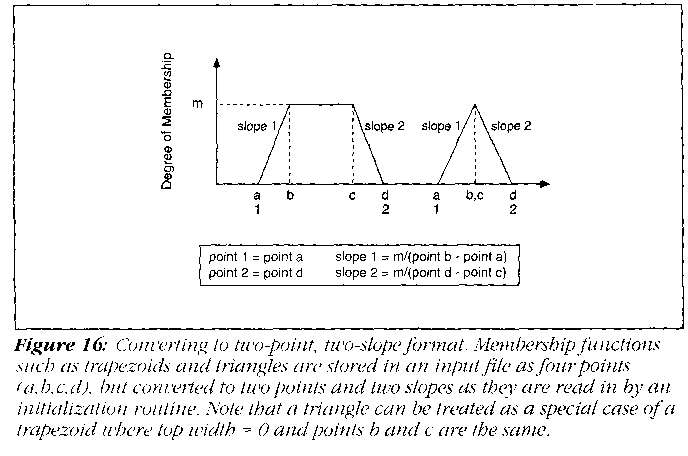 Degree of Membership
m
slope 1
slope 2
slope 1
slope 2
a b c d a b,c d
1 2 1 2
point 1 = point a slope 1 = m/(point b - point a)
point 2 = point d slope 2 = m/(point d - point c)
Figure 16: Converting to two-point, two-slope format. Membership functions
such as trapezoids and triangles are stored in an input file as four points
(a,b,c,d), but converted to two points and two slopes as they are read in by an
initialization routine. Note that a triangle can be treated as a special case of a
trapezoid where top width = 0 and points b and c are the same.